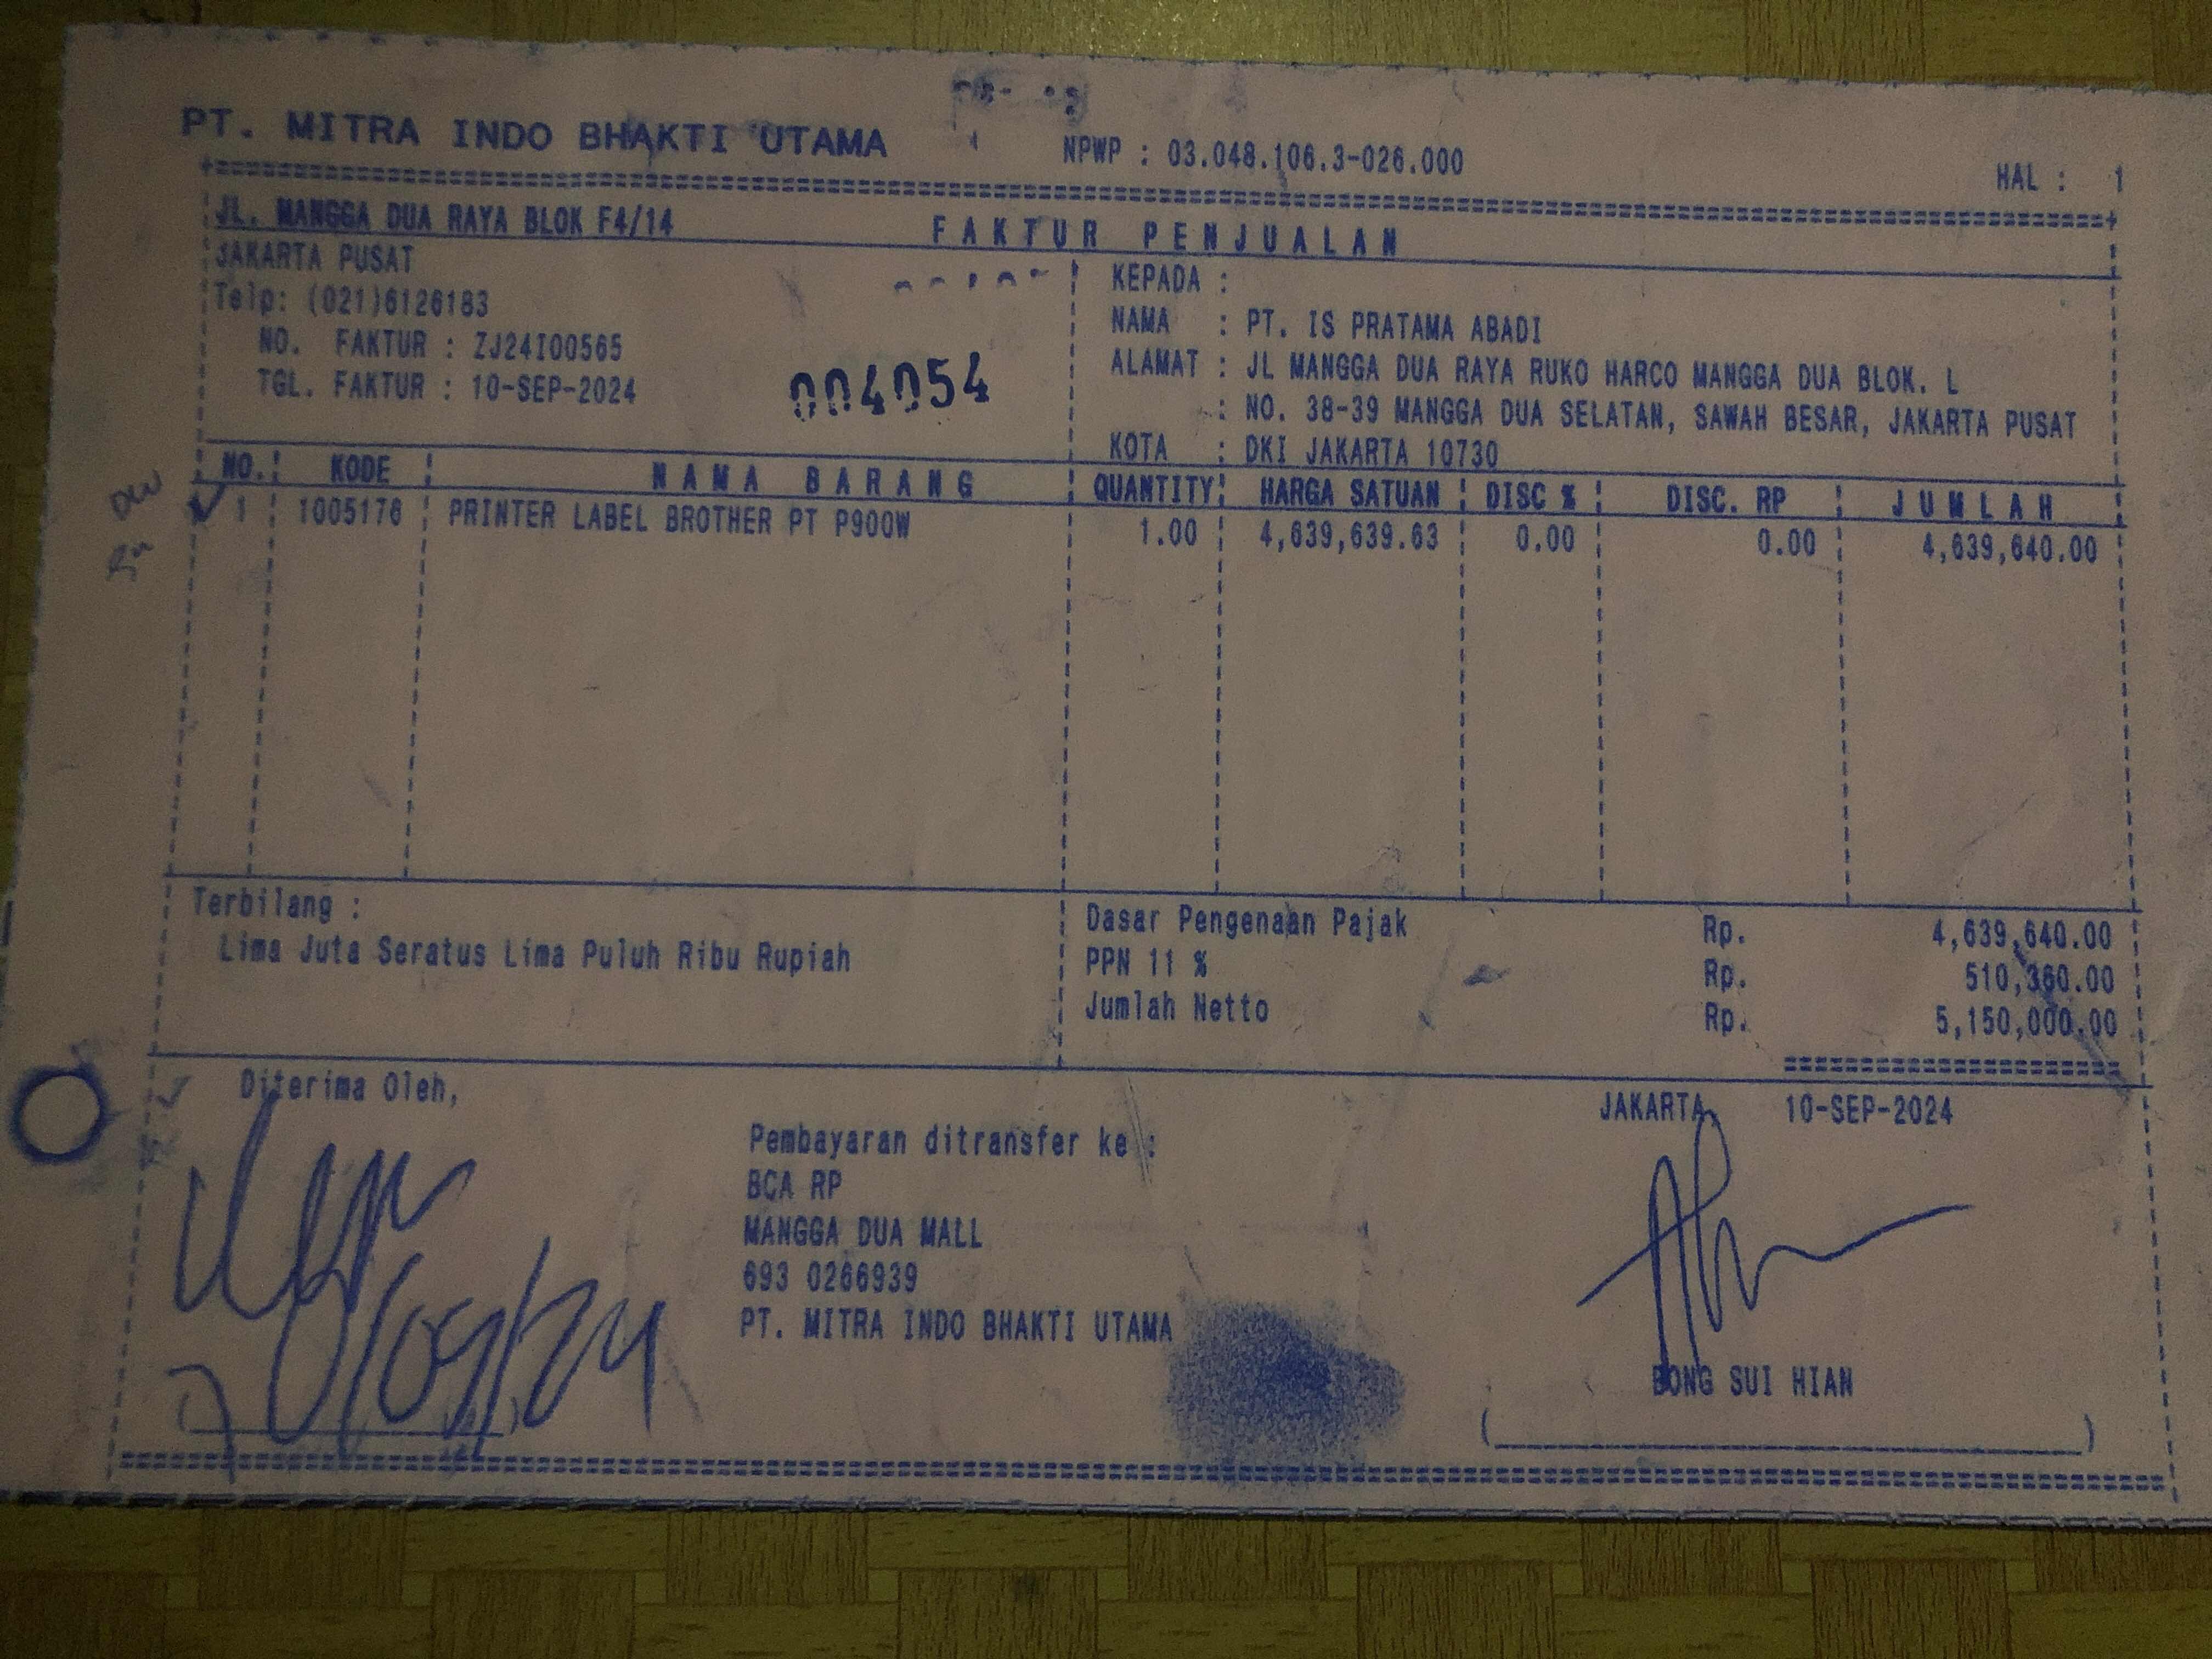 PT. MITRA INDO BHAKTI UTAMA
NPWP : 03.048.106.3-026.000
HAL : 1
JL. MANGGA DUA RAYA BLOK F4/14
FAKTUR PENJUALAN
JAKARTA PUSAT
Telp: (021)6126183
NO. FAKTUR : ZJ24I00565
TGL. FAKTUR : 10-SEP-2024
004054
KEPADA :
NAMA : PT. IS PRATAMA ABADI
ALAMAT : JL MANGGA DUA RAYA RUKO HARCO MANGGA DUA BLOK. L
: NO. 38-39 MANGGA DUA SELATAN, SAWAH BESAR, JAKARTA PUSAT
KOTA : DKI JAKARTA 10730
NO. KODE NAMA BARANG QUANTITY HARGA SATUAN DISC % DISC. RP JUMLAH
1 1005176 PRINTER LABEL BROTHER PT P900W 1.00 4,639,639.63 0.00 0.00 4,639,640.00
Terbilang :
Lima Juta Seratus Lima Puluh Ribu Rupiah
Dasar Pengenaan Pajak Rp. 4,639,640.00
PPN 11 % Rp. 510,360.00
Jumlah Netto Rp. 5,150,000.00
Diterima Oleh,
Pembayaran ditransfer ke :
BCA RP
MANGGA DUA MALL
693 0266939
PT. MITRA INDO BHAKTI UTAMA
JAKARTA, 10-SEP-2024
BONG SUI HIAN